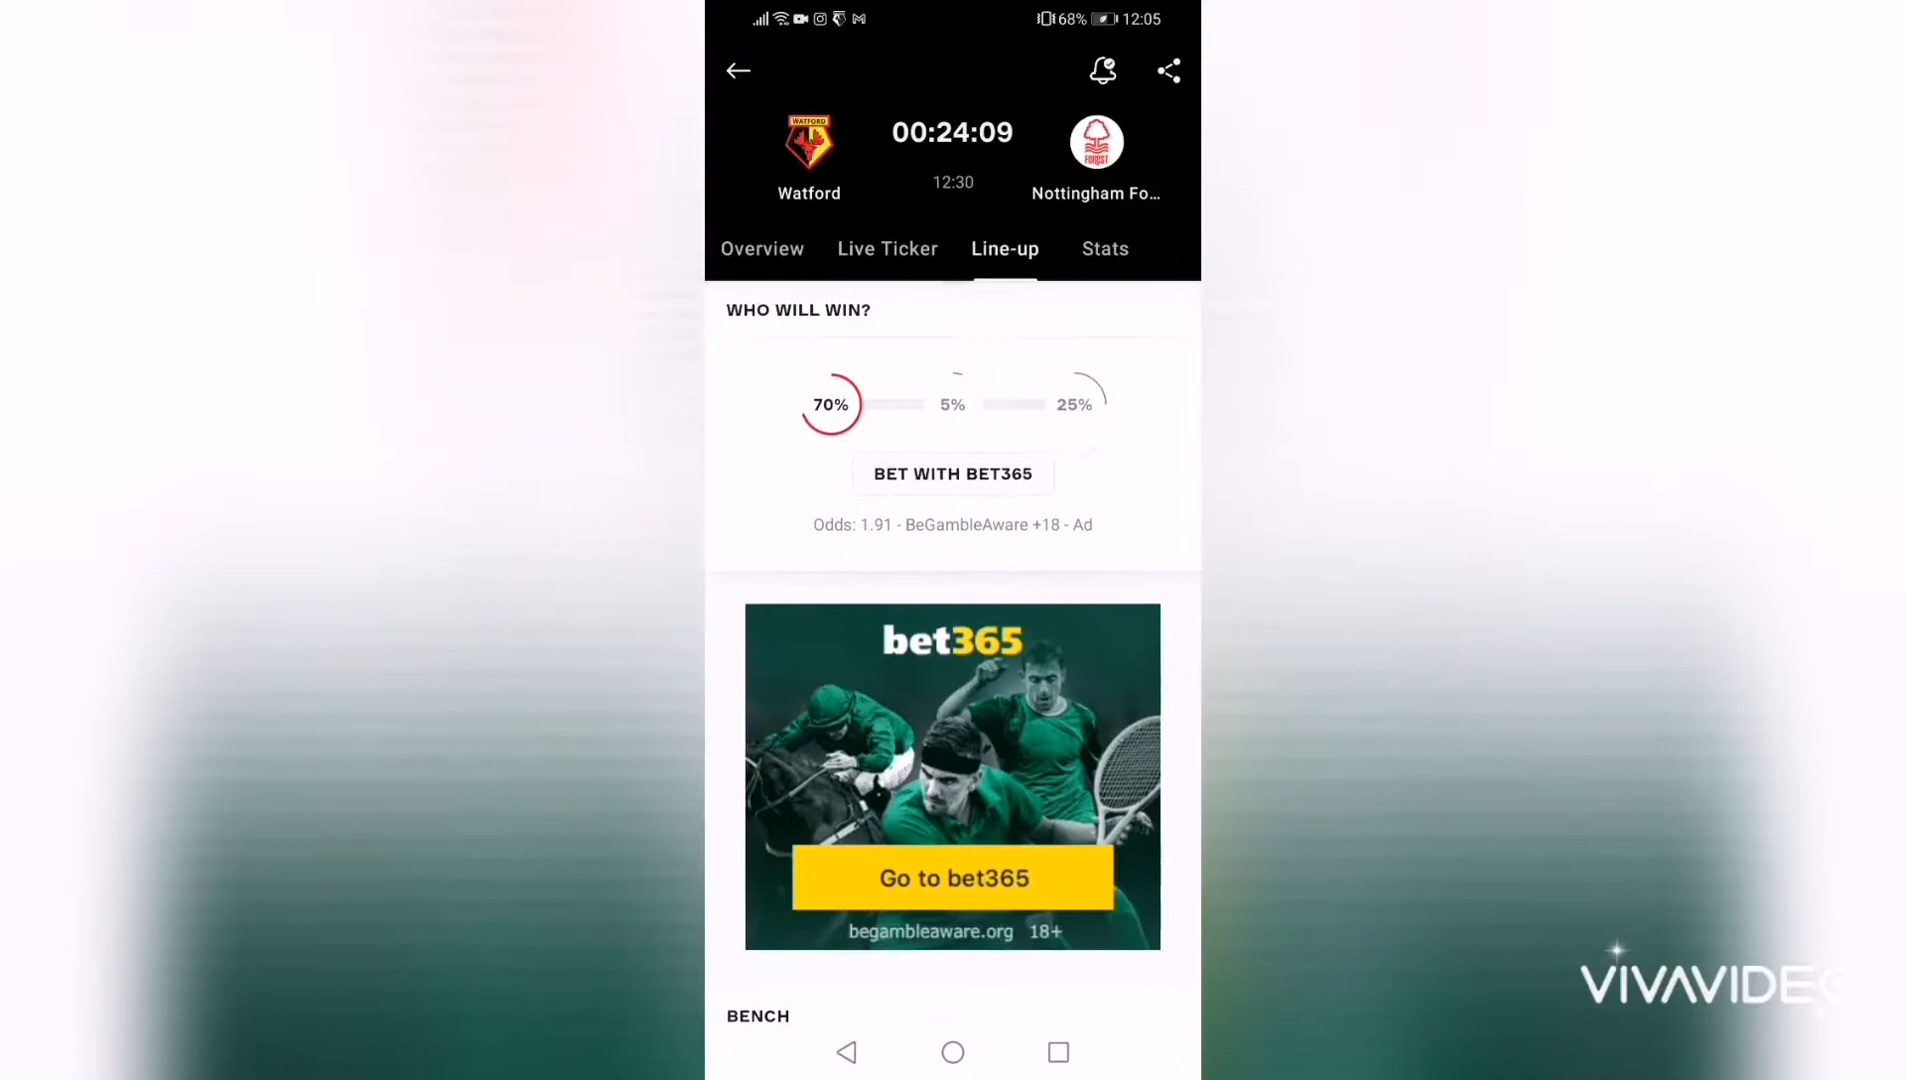 68% 12:05
WATFORD
00:24:09
FOREST
Watford
12:30
Nottingham Fo...
Overview Live Ticker Line-up Stats
WHO WILL WIN?
70% 5% 25%
BET WITH BET365
Odds: 1.91 - BeGambleAware +18 - Ad
bet365
Go to bet365
begambleaware.org 18+
VIVAVIDEO
BENCH